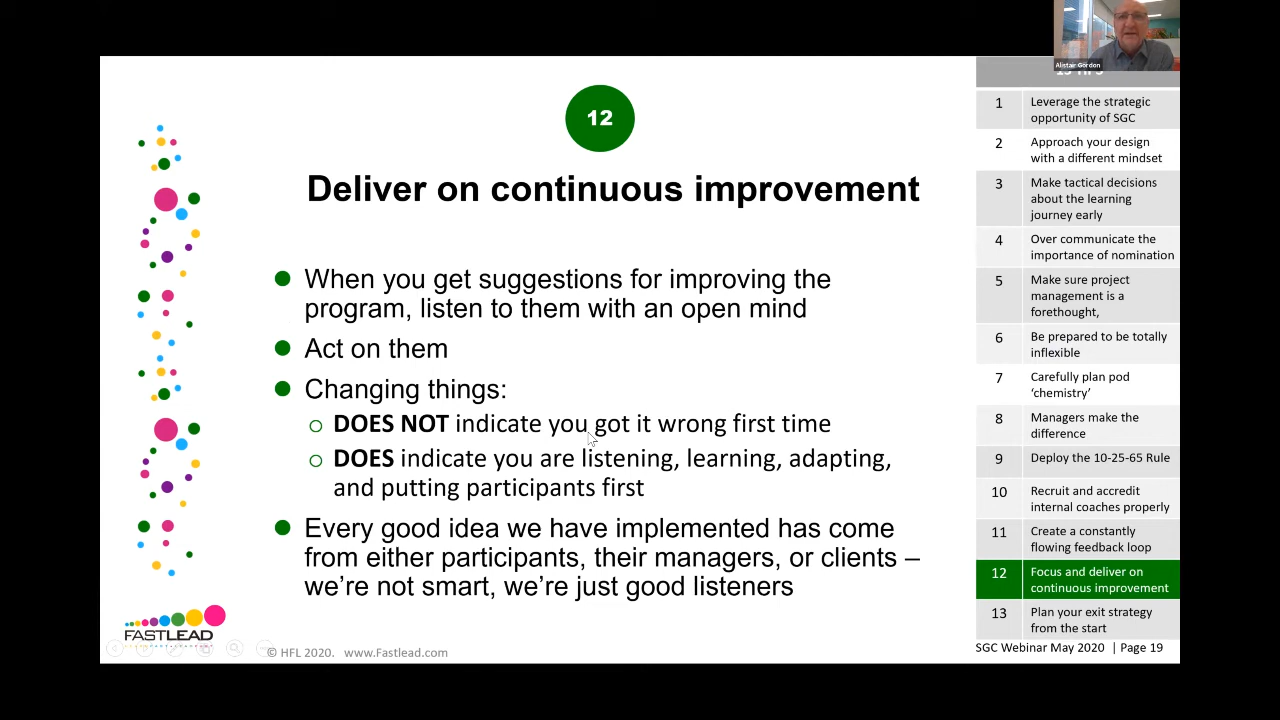 Alistair Gordon
12
Deliver on continuous improvement
When you get suggestions for improving the
program, listen to them with an open mind
Act on them
Changing things:
DOES NOT indicate you got it wrong first time
DOES indicate you are listening, learning, adapting,
and putting participants first
Every good idea we have implemented has come
from either participants, their managers, or clients –
we’re not smart, we’re just good listeners
FASTLEAD
© HFL 2020. www.Fastlead.com
1 Leverage the strategic
opportunity of SGC
2 Approach your design
with a different mindset
3 Make tactical decisions
about the learning
journey early
4 Over communicate the
importance of nomination
5 Make sure project
management is a
forethought,
6 Be prepared to be totally
inflexible
7 Carefully plan pod
‘chemistry’
8 Managers make the
difference
9 Deploy the 10-25-65 Rule
10 Recruit and accredit
internal coaches properly
11 Create a constantly
flowing feedback loop
12 Focus and deliver on
continuous improvement
13 Plan your exit strategy
from the start
SGC Webinar May 2020 | Page 19